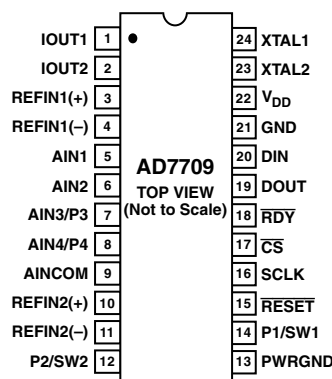 IOUT1 1
IOUT2 2
REFIN1(+) 3
REFIN1(–) 4
AIN1 5
AIN2 6
AIN3/P3 7
AIN4/P4 8
AINCOM 9
REFIN2(+) 10
REFIN2(–) 11
P2/SW2 12
AD7709
TOP VIEW
(Not to Scale)
24 XTAL1
23 XTAL2
22 VDD
21 GND
20 DIN
19 DOUT
18 RDY
17 CS
16 SCLK
15 RESET
14 P1/SW1
13 PWRGND